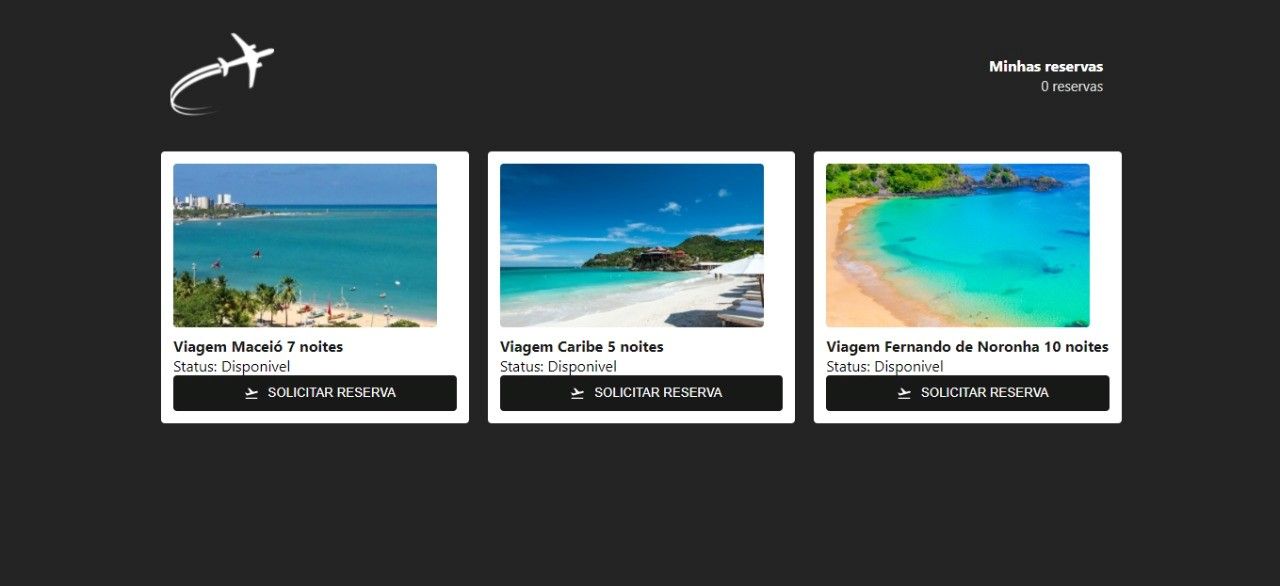 Minhas reservas
0 reservas
Viagem Maceió 7 noites
Status: Disponivel
SOLICITAR RESERVA
Viagem Caribe 5 noites
Status: Disponivel
SOLICITAR RESERVA
Viagem Fernando de Noronha 10 noites
Status: Disponivel
SOLICITAR RESERVA